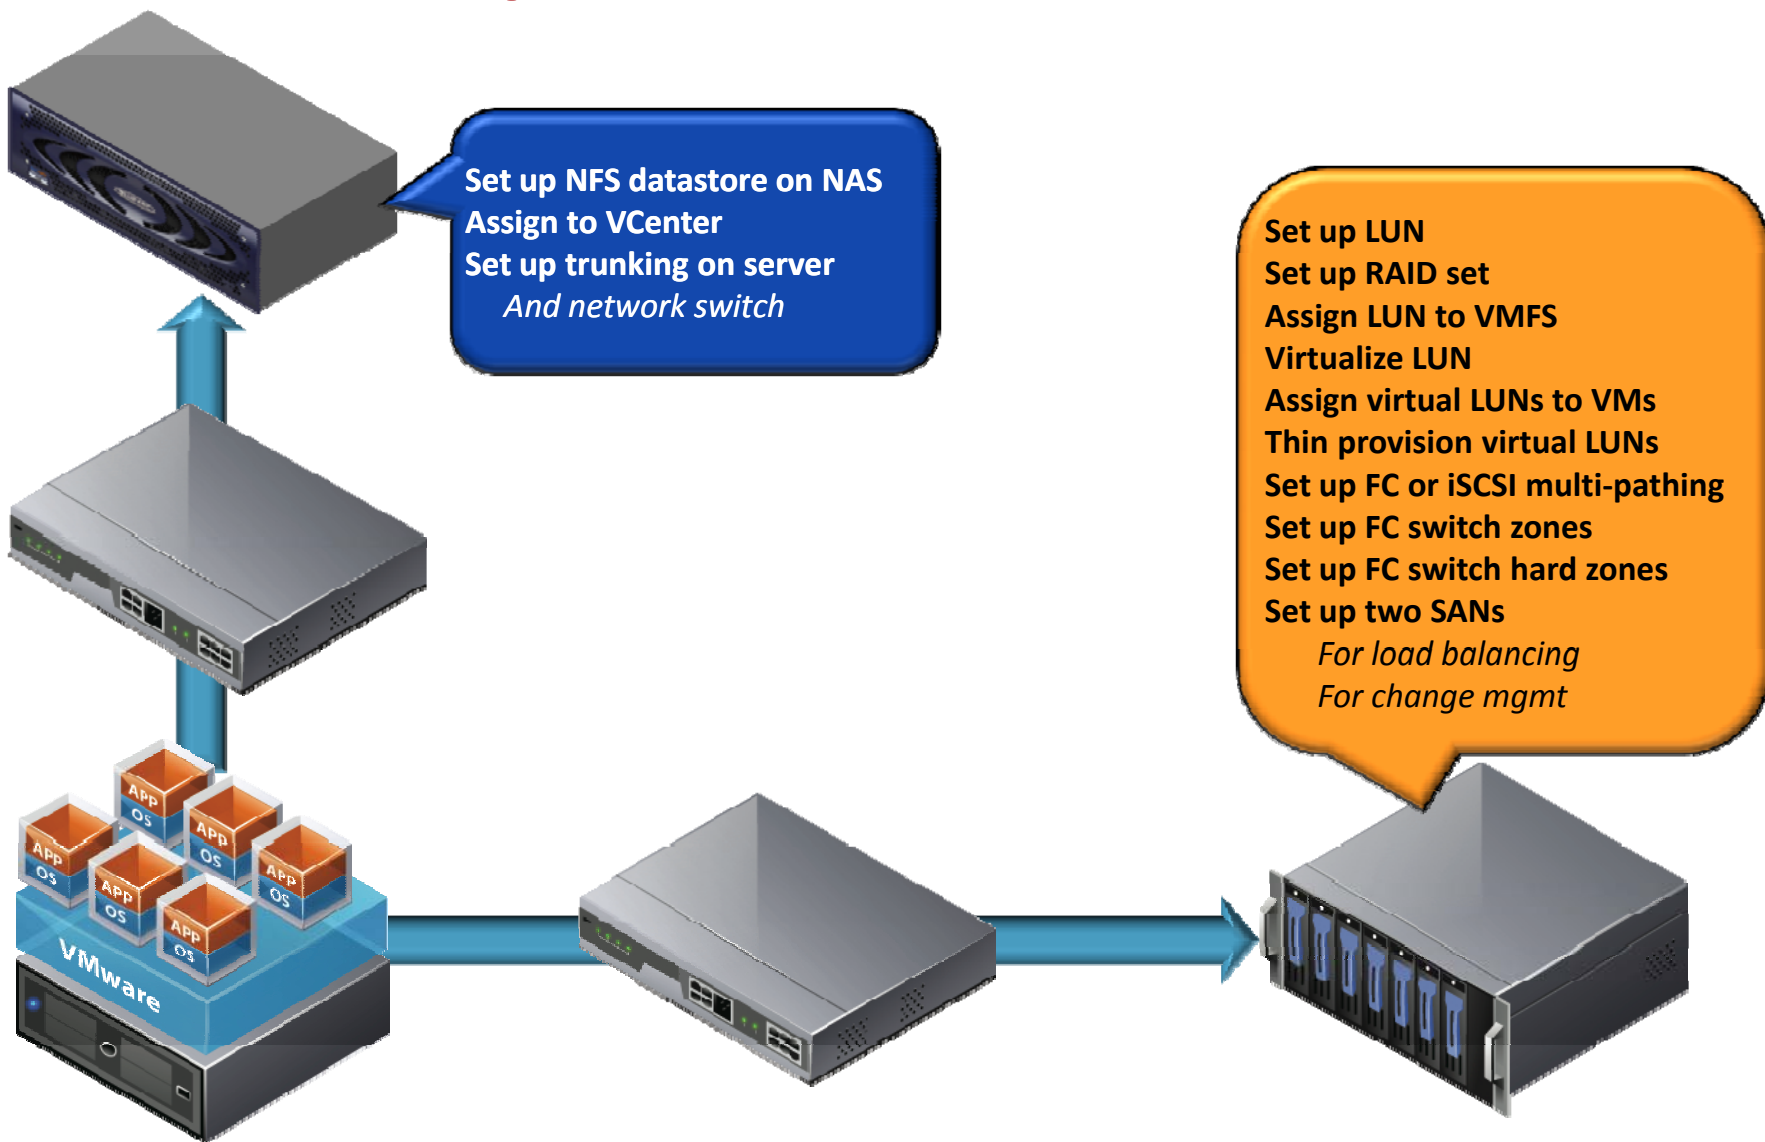 Set up NFS datastore on NAS
Assign to VCenter
Set up trunking on server
And network switch
Set up LUN
Set up RAID set
Assign LUN to VMFS
Virtualize LUN
Assign virtual LUNs to VMs
Thin provision virtual LUNs
Set up FC or iSCSI multi-pathing
Set up FC switch zones
Set up FC switch hard zones
Set up two SANs
For load balancing
For change mgmt
APP
OS
APP
OS
APP
OS
APP
OS
APP
OS
APP
OS
VMware